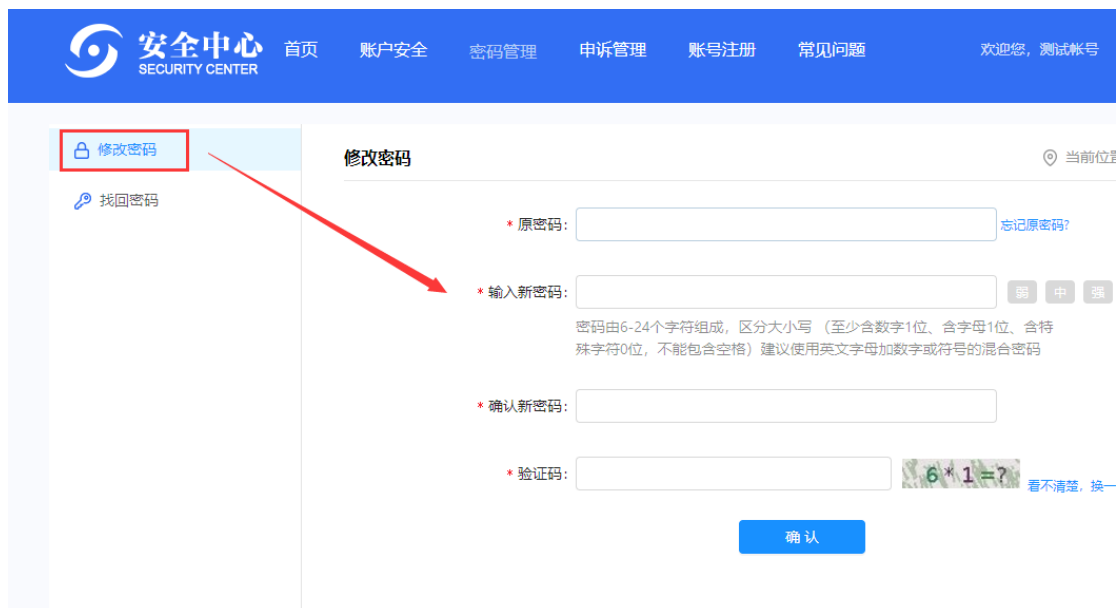 安全中心
SECURITY CENTER
首页 账户安全 密码管理 申诉管理 账号注册 常见问题 欢迎您，测试帐号
修改密码
找回密码
修改密码
当前位置
* 原密码：
忘记原密码?
* 输入新密码：
弱 中 强
密码由6-24个字符组成，区分大小写 （至少含数字1位、含字母1位、含特
殊字符0位，不能包含空格）建议使用英文字母加数字或符号的混合密码
* 确认新密码：
* 验证码：
6*1=?
看不清楚，换一
确 认